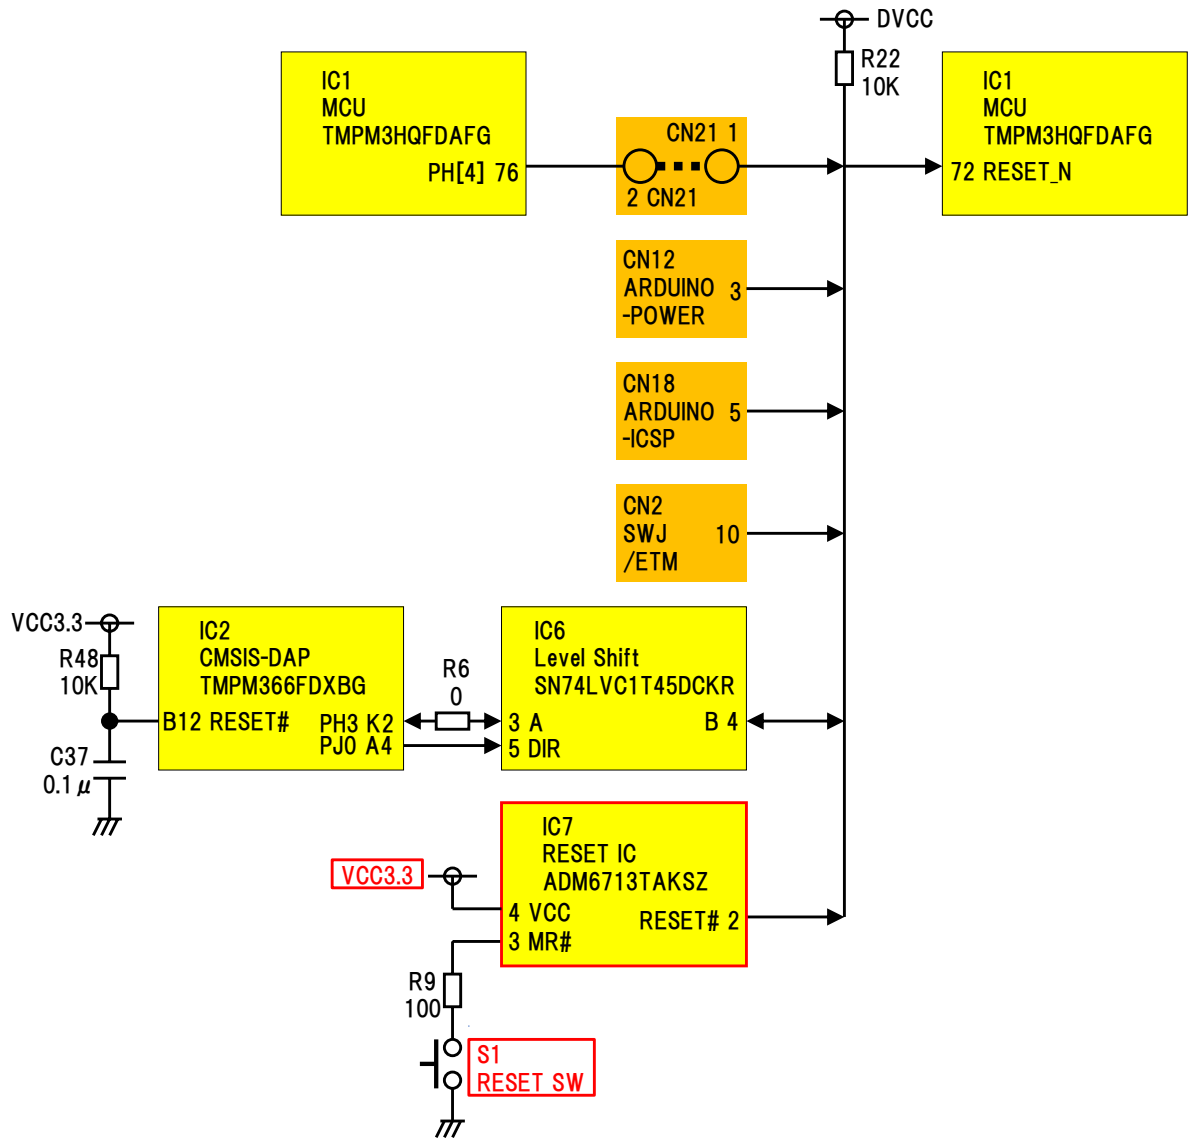 DVCC
R22
10K
IC1
MCU
TMPM3HQFDAFG
PH[4] 76
CN21 1
2 CN21
IC1
MCU
TMPM3HQFDAFG
72 RESET_N
CN12
ARDUINO 3
-POWER
CN18
ARDUINO 5
-ICSP
CN2
SWJ 10
/ETM
VCC3.3
R48
10K
C37
0.1μ
IC2
CMSIS-DAP
TMPM366FDXBG
B12 RESET#
PH3 K2
PJ0 A4
R6
0
IC6
Level Shift
SN74LVC1T45DCKR
3 A
B 4
5 DIR
IC7
RESET IC
ADM6713TAKSZ
VCC3.3
4 VCC
RESET# 2
3 MR#
R9
100
S1
RESET SW